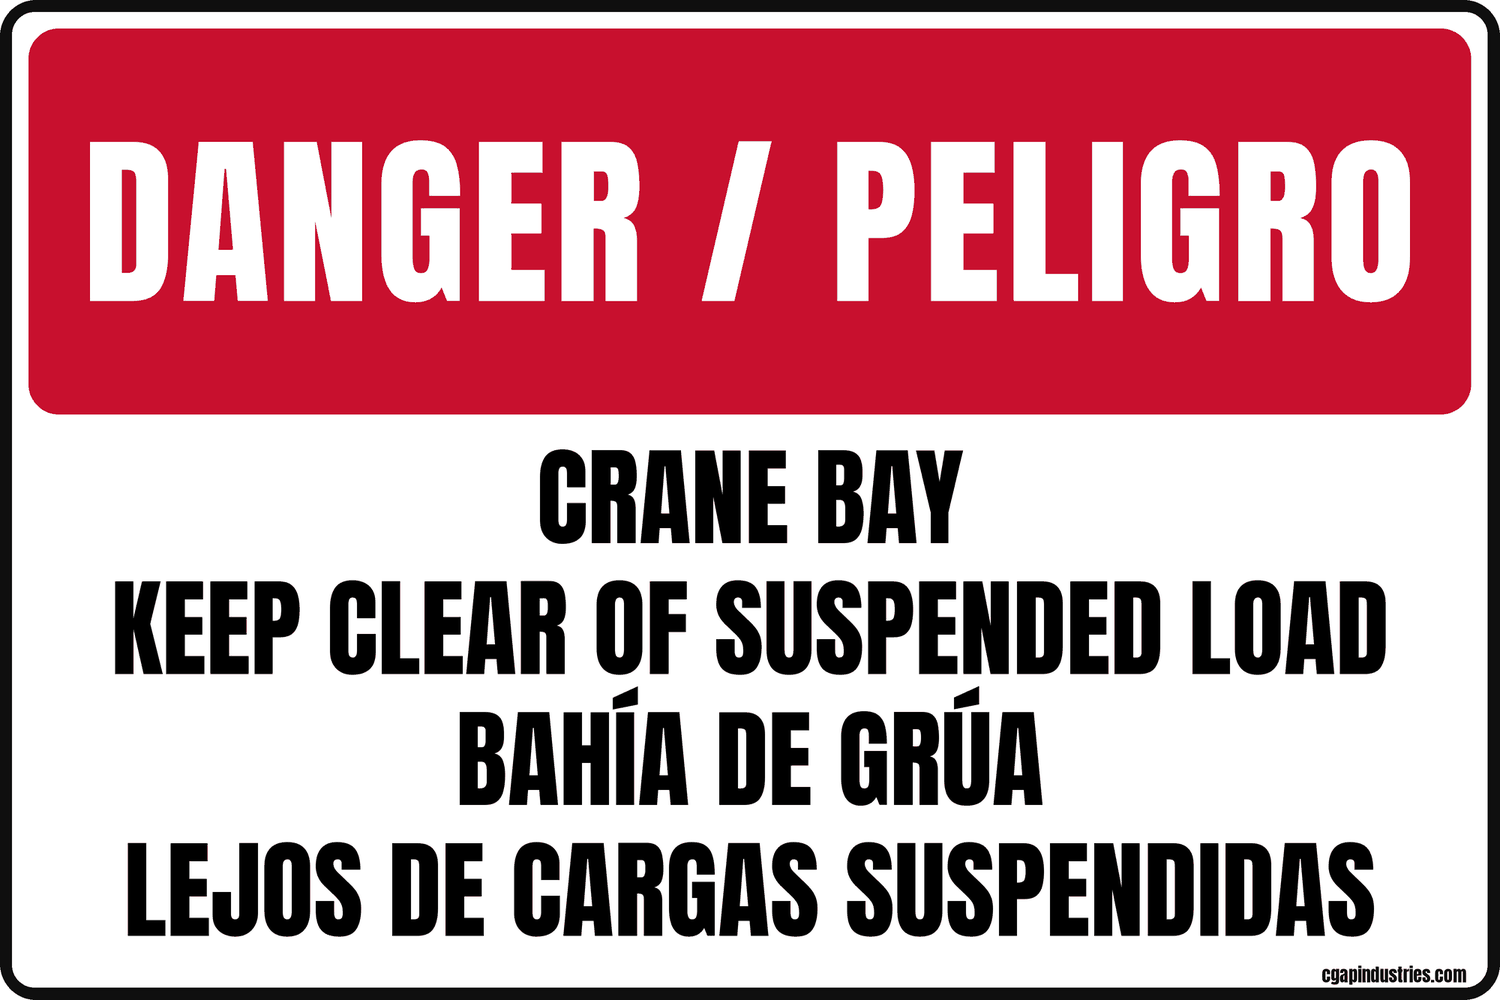 DANGER / PELIGRO
CRANE BAY
KEEP CLEAR OF SUSPENDED LOAD
BAHÍA DE GRÚA
LEJOS DE CARGAS SUSPENDIDAS
cgapindustries.com